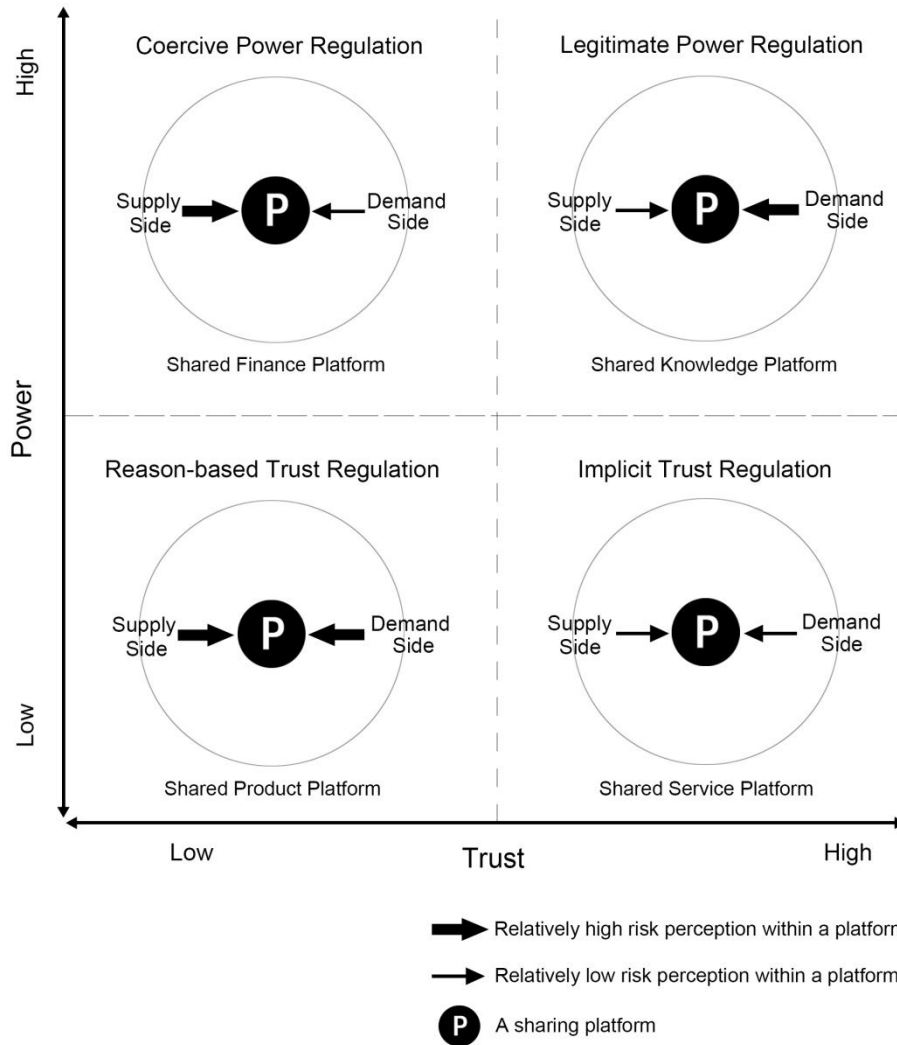 High
Power
Low
Coercive Power Regulation
Supply
Side
P
Demand
Side
Shared Finance Platform
Legitimate Power Regulation
Supply
Side
P
Demand
Side
Shared Knowledge Platform
Reason-based Trust Regulation
Supply
Side
P
Demand
Side
Shared Product Platform
Implicit Trust Regulation
Supply
Side
P
Demand
Side
Shared Service Platform
Low
Trust
High
Relatively high risk perception within a platform
Relatively low risk perception within a platform
P
A sharing platform